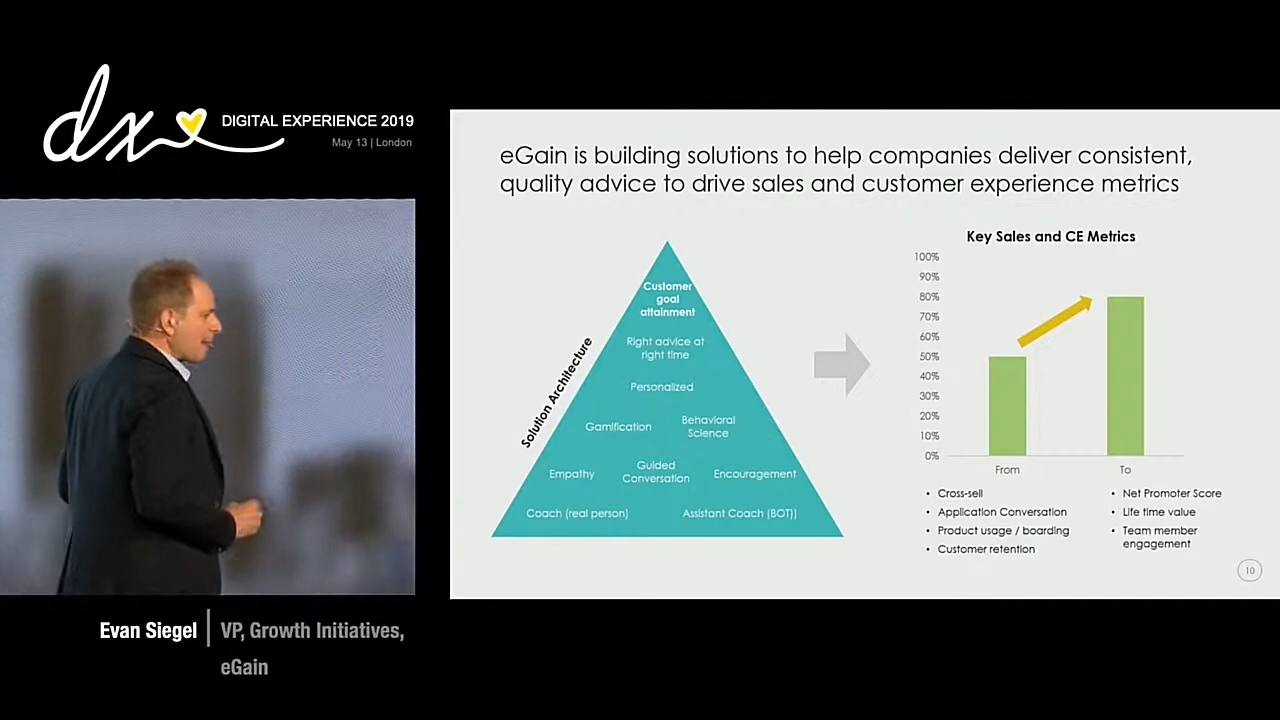 dx
DIGITAL EXPERIENCE 2019
May 13 | London
eGain is building solutions to help companies deliver consistent,
quality advice to drive sales and customer experience metrics
Solution Architecture
Customer
goal
attainment
Right advice at
right time
Personalized
Gamification
Behavioral
Science
Empathy
Guided
Conversation
Encouragement
Coach (real person)
Assistant Coach (BOT))
Key Sales and CE Metrics
100%
90%
80%
70%
60%
50%
40%
30%
20%
10%
0%
From
To
• Cross-sell
• Application Conversation
• Product usage / boarding
• Customer retention
• Net Promoter Score
• Life time value
• Team member
engagement
10
Evan Siegel
VP, Growth Initiatives,
eGain